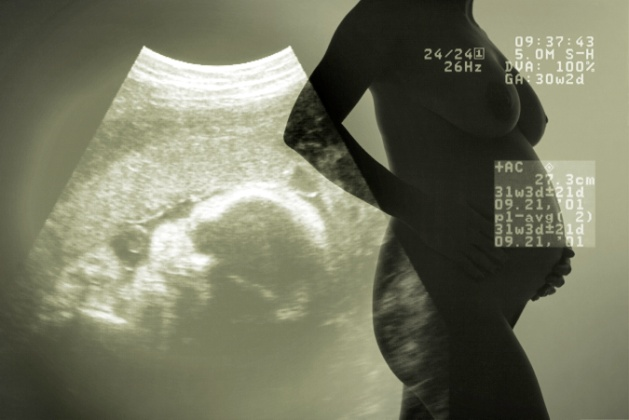 09:37:43
24/24 1 5.0M S-H
26Hz DVA: 100%
GA:30w2d
+AC
27.3cm
31w3d±21d
09.21,'01
pl-avg( 2)
31w3d±21d
09.21,'01